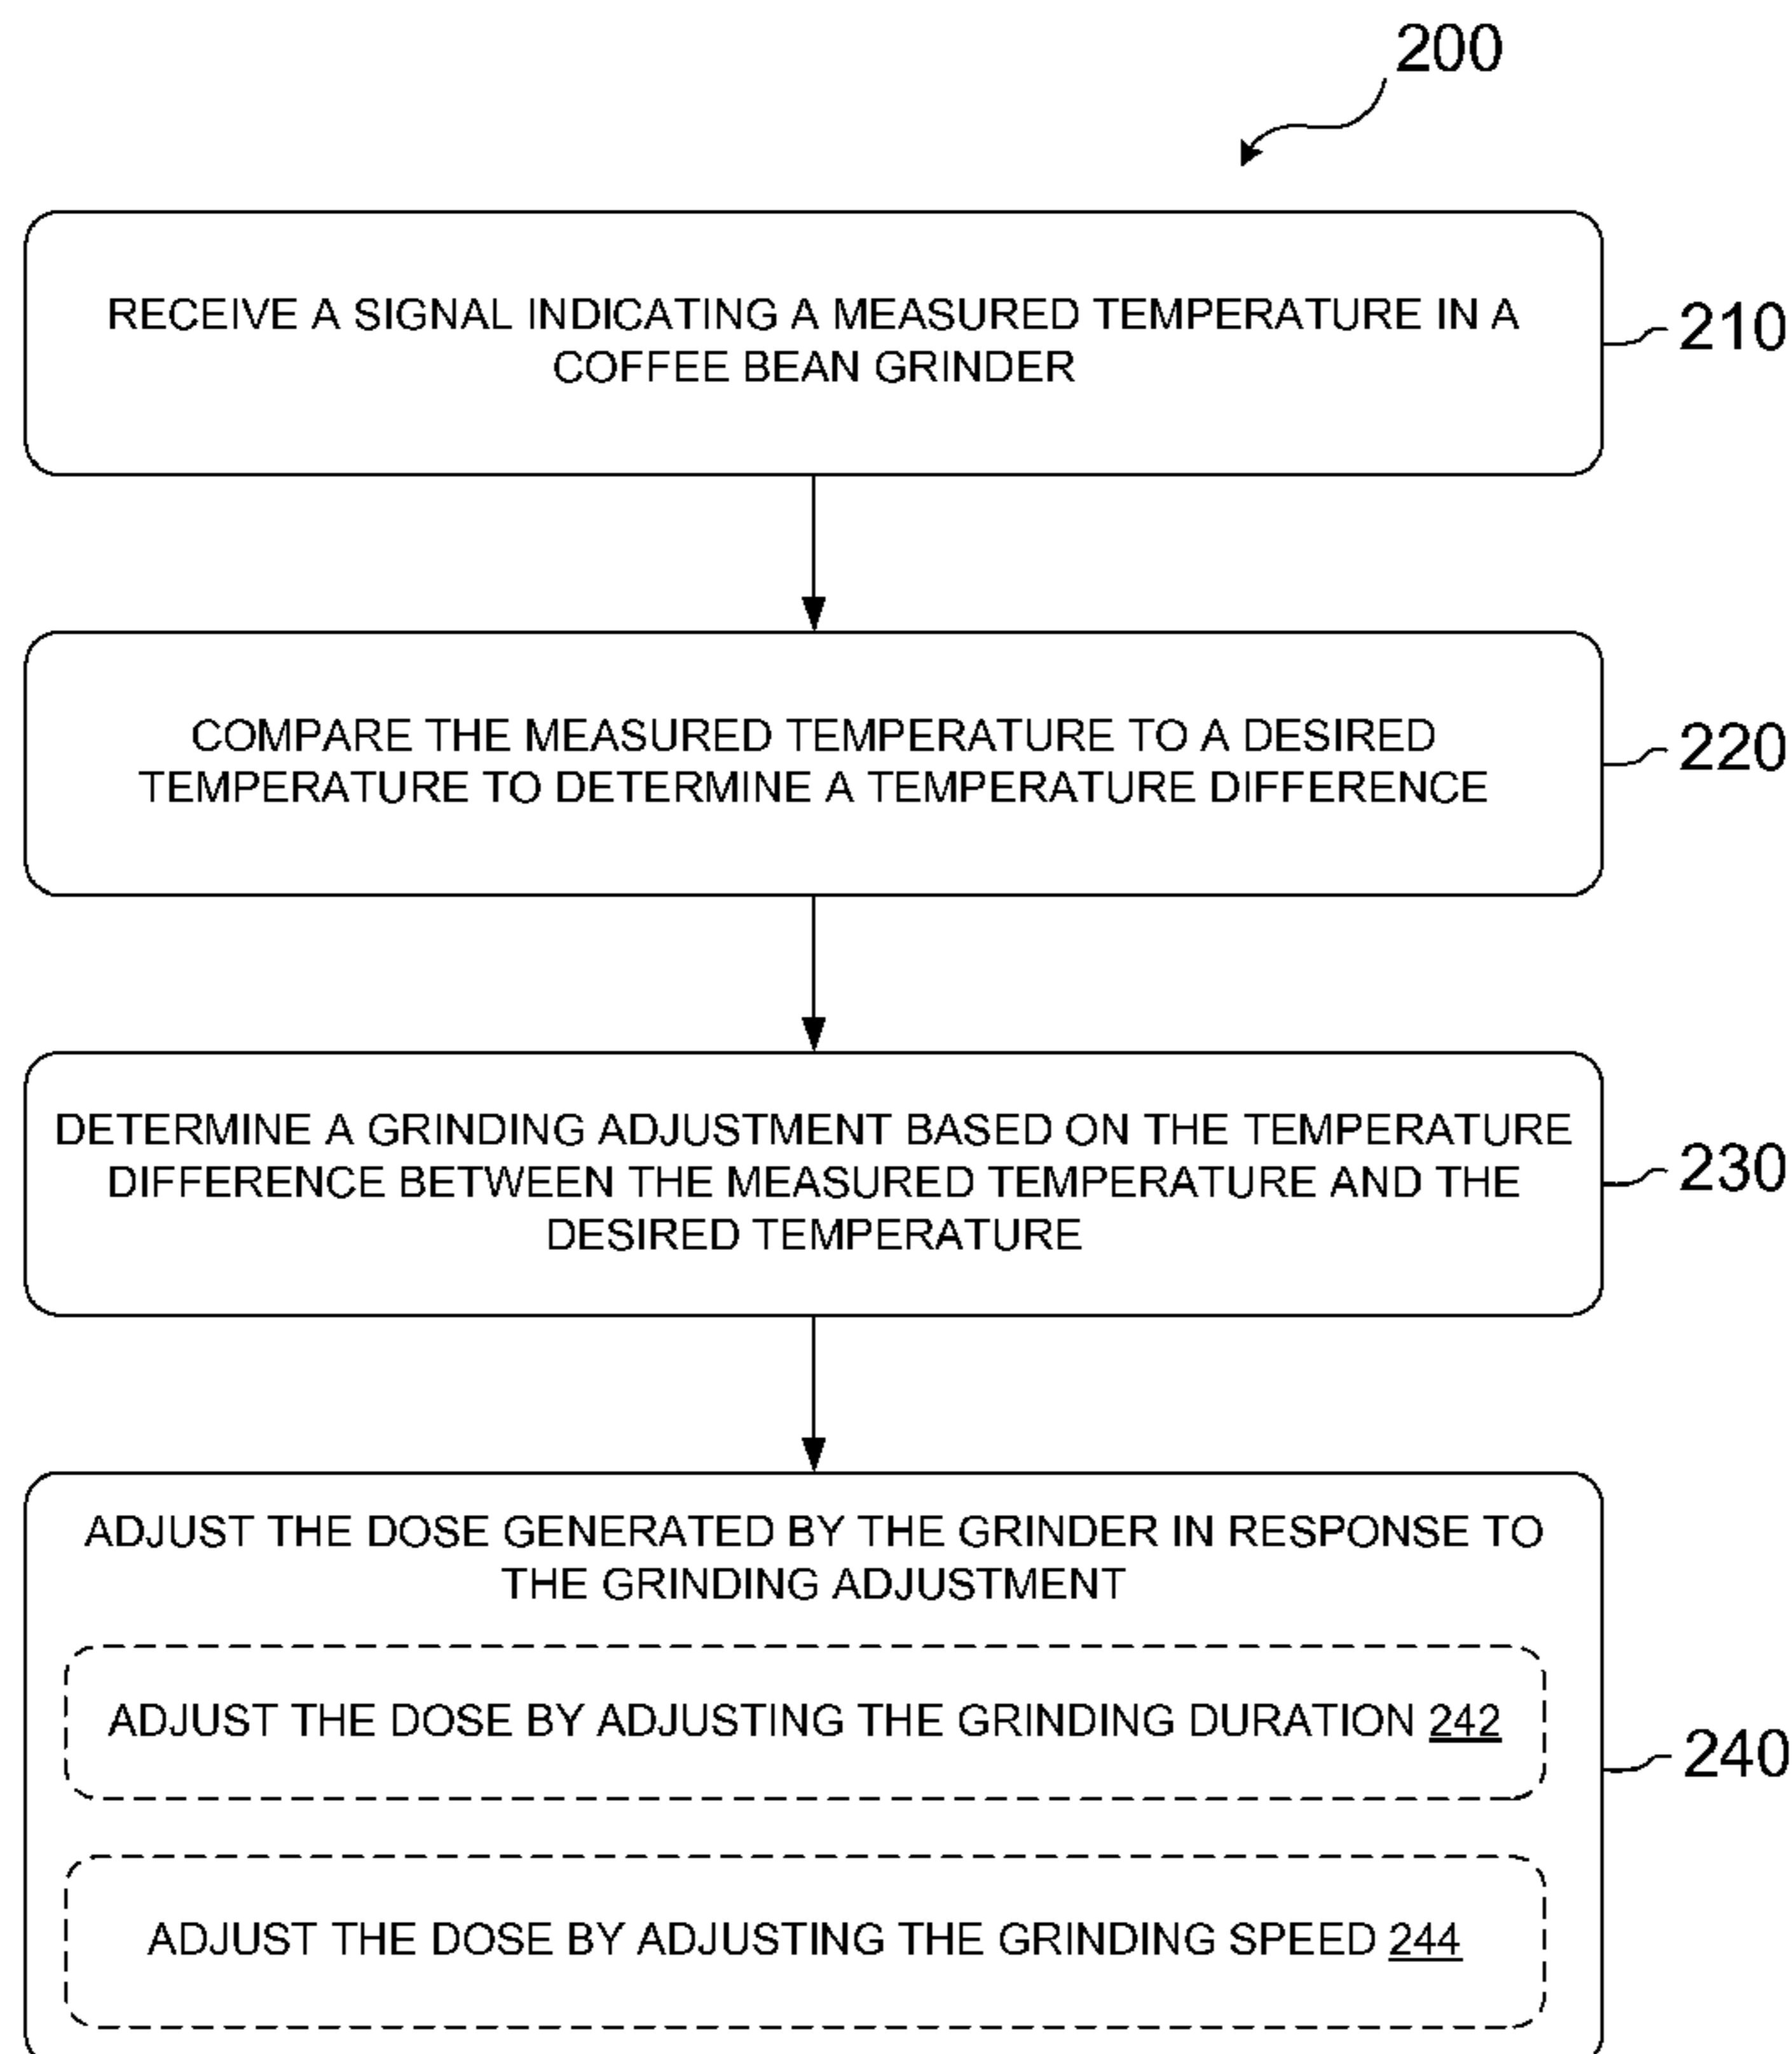 200
RECEIVE A SIGNAL INDICATING A MEASURED TEMPERATURE IN A
COFFEE BEAN GRINDER
210
COMPARE THE MEASURED TEMPERATURE TO A DESIRED
TEMPERATURE TO DETERMINE A TEMPERATURE DIFFERENCE
220
DETERMINE A GRINDING ADJUSTMENT BASED ON THE TEMPERATURE
DIFFERENCE BETWEEN THE MEASURED TEMPERATURE AND THE
DESIRED TEMPERATURE
230
ADJUST THE DOSE GENERATED BY THE GRINDER IN RESPONSE TO
THE GRINDING ADJUSTMENT
ADJUST THE DOSE BY ADJUSTING THE GRINDING DURATION 242
240
ADJUST THE DOSE BY ADJUSTING THE GRINDING SPEED 244